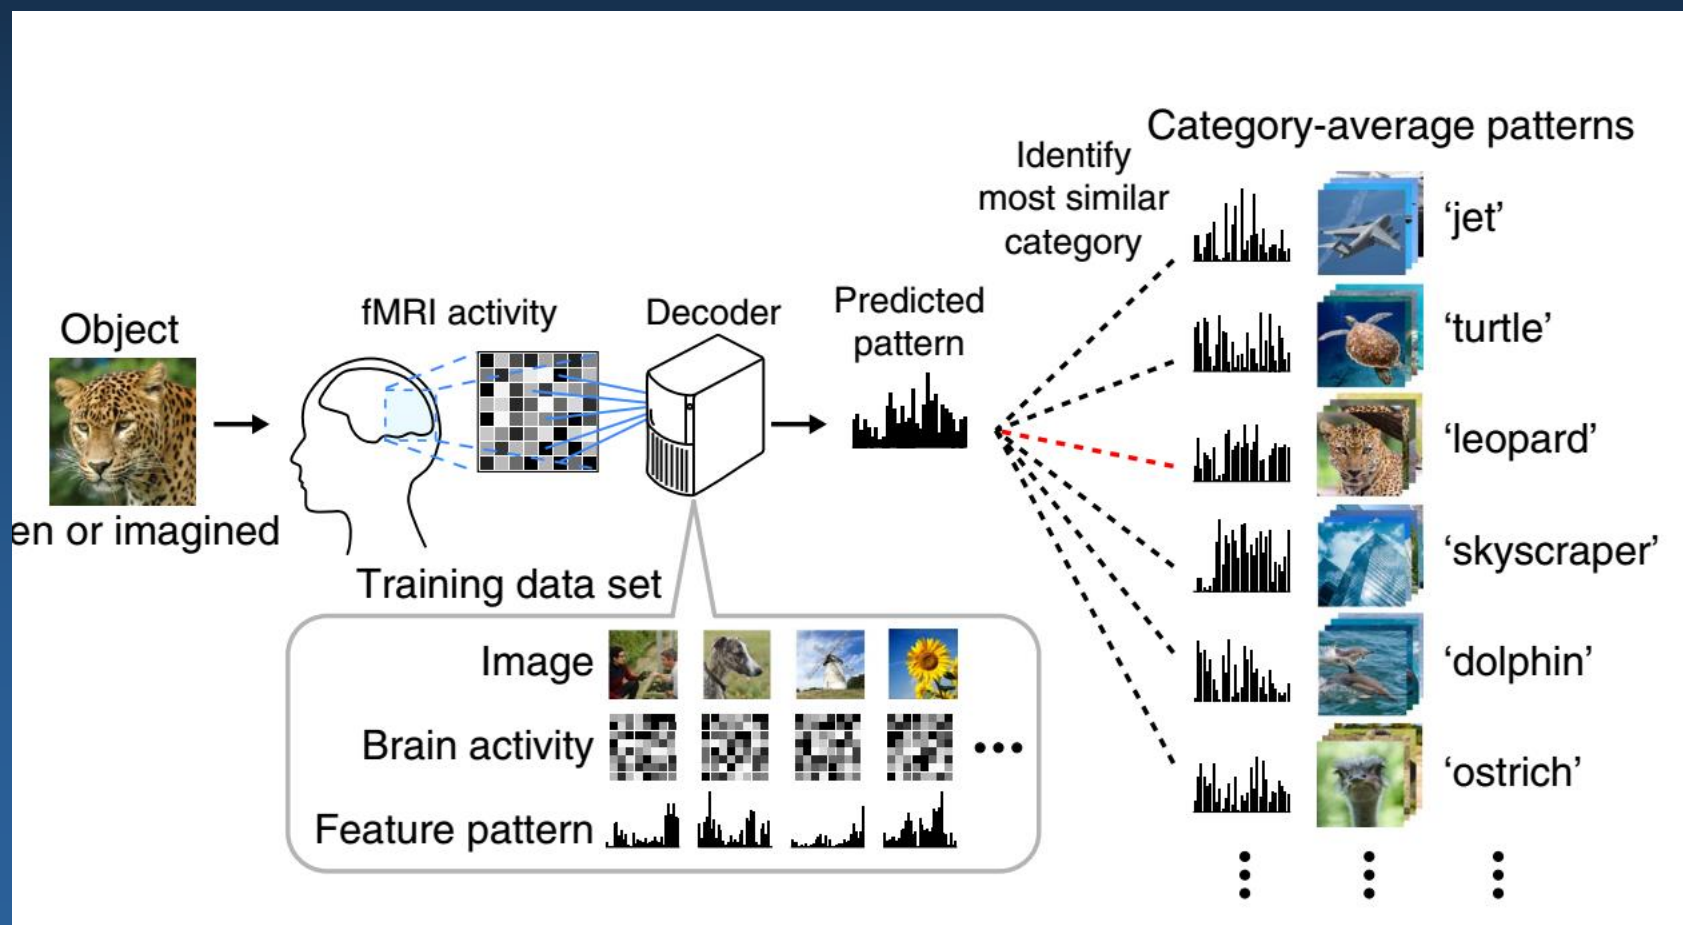 Category-average patterns
Identify
most similar
category
Object
fMRI activity
Decoder
Predicted
pattern
en or imagined
Training data set
Image
Brain activity
Feature pattern
‘jet’
‘turtle’
‘leopard’
‘skyscraper’
‘dolphin’
‘ostrich’